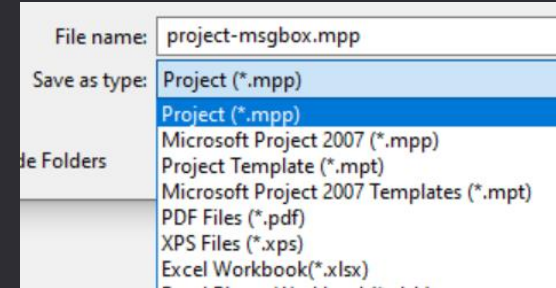 File name: project-msgbox.mpp
Save as type: Project (*.mpp)
Project (*.mpp)
Microsoft Project 2007 (*.mpp)
de Folders
Project Template (*.mpt)
Microsoft Project 2007 Templates (*.mpt)
PDF Files (*.pdf)
XPS Files (*.xps)
Excel Workbook(*.xlsx)